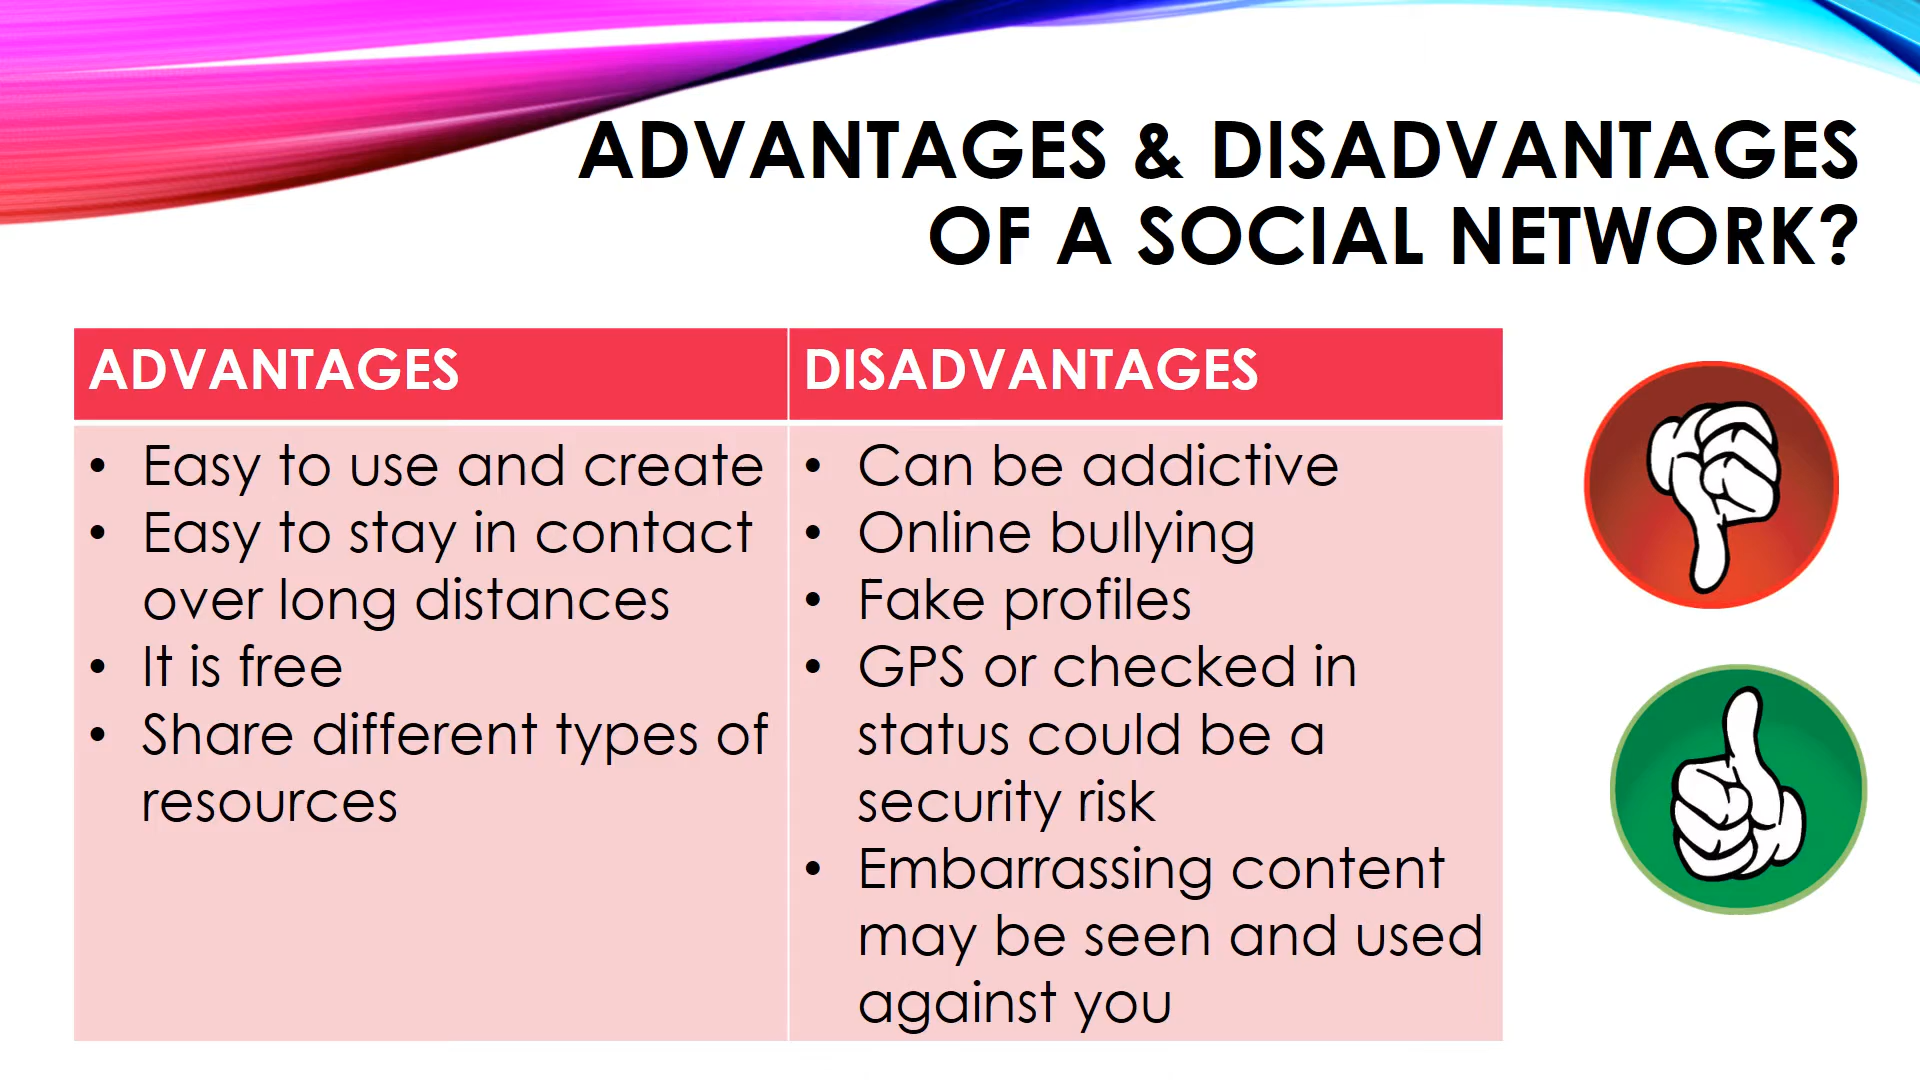 ADVANTAGES & DISADVANTAGES
OF A SOCIAL NETWORK?
ADVANTAGES
• Easy to use and create
• Easy to stay in contact
over long distances
• It is free
• Share different types of
resources
DISADVANTAGES
• Can be addictive
• Online bullying
• Fake profiles
• GPS or checked in
status could be a
security risk
• Embarrassing content
may be seen and used
against you